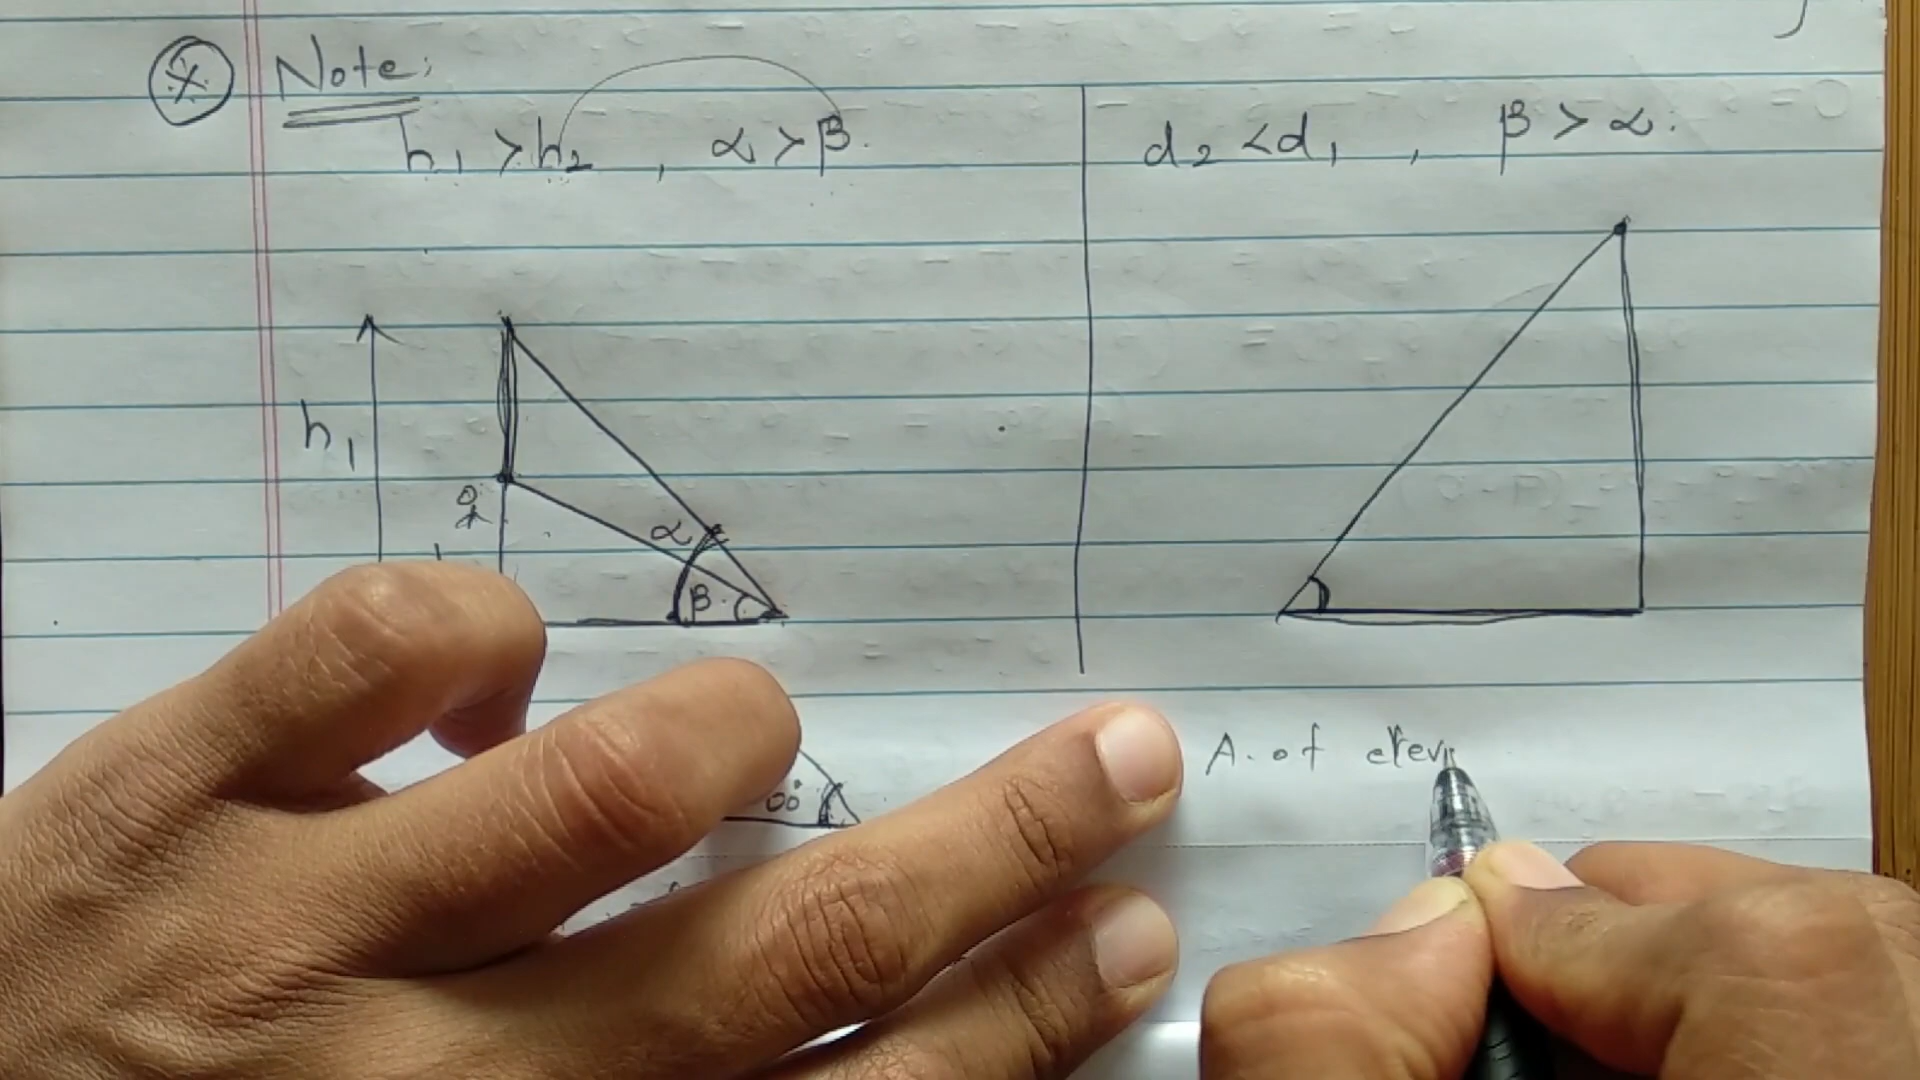 Note:
h₁ > h₂ , α > β.
d₂ < d₁ , β > α.
h₁
α
β
A. of elev